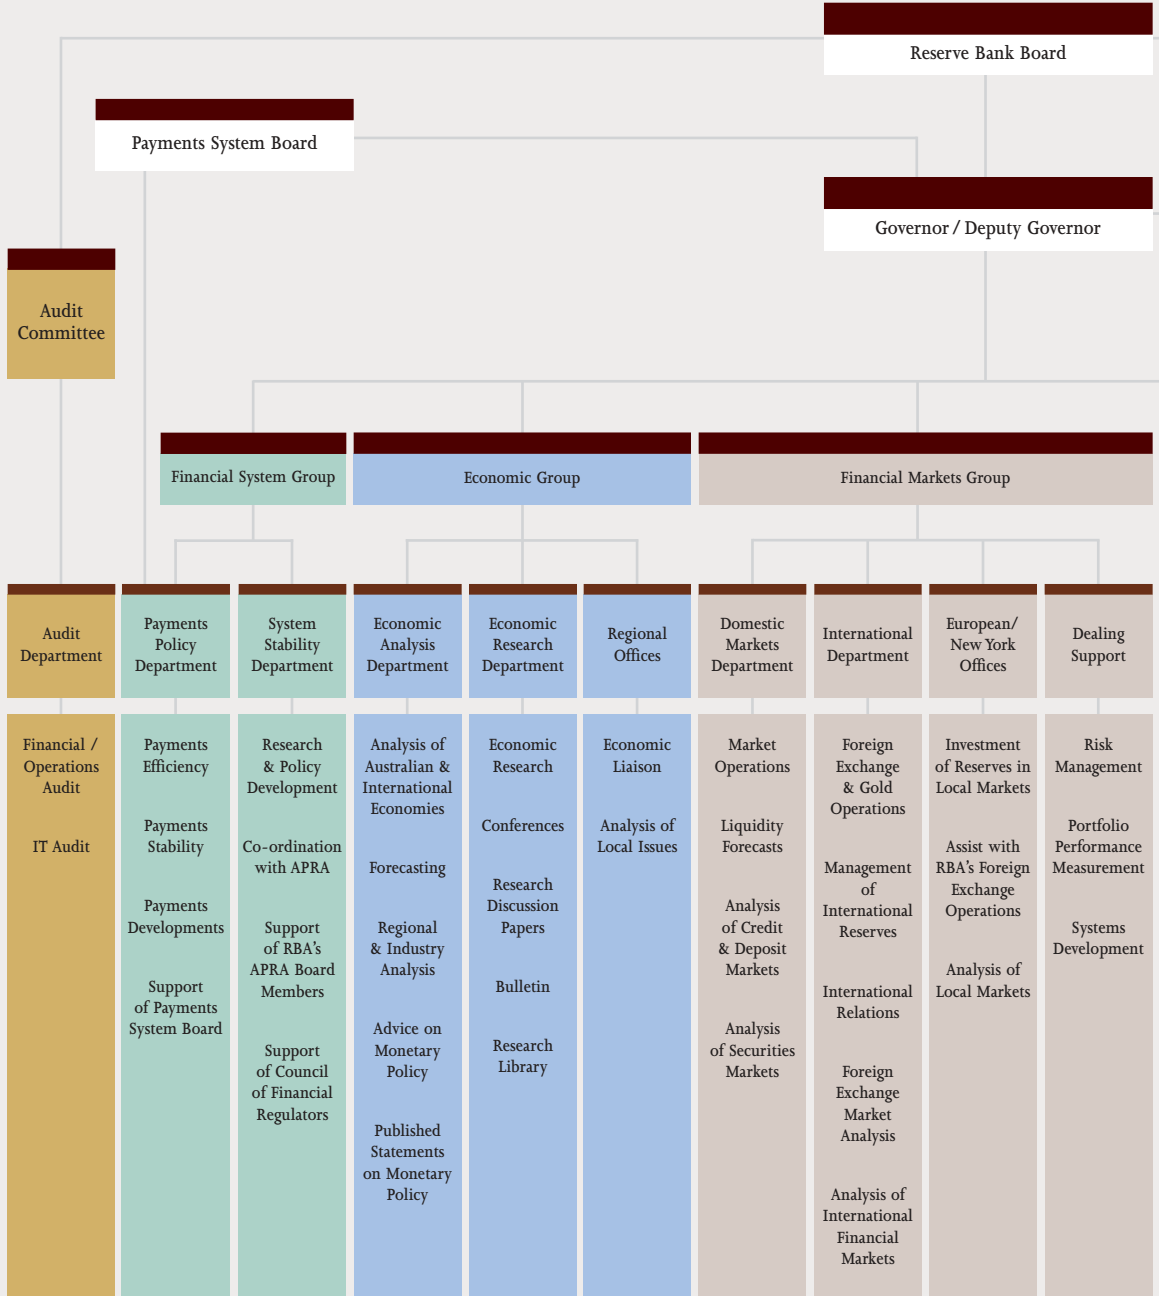 Reserve Bank Board
Payments System Board
Governor / Deputy Governor
Audit
Committee
Financial System Group
Economic Group
Financial Markets Group
Audit
Department
Payments
Policy
Department
System
Stability
Department
Economic
Analysis
Department
Economic
Research
Department
Regional
Offices
Domestic
Markets
Department
International
Department
European/
New York
Offices
Dealing
Support
Financial /
Operations
Audit
IT Audit
Payments
Efficiency
Payments
Stability
Payments
Developments
Support
of Payments
System Board
Research
& Policy
Development
Co-ordination
with APRA
Support
of RBA's
APRA Board
Members
Support
of Council
of Financial
Regulators
Analysis of
Australian &
International
Economies
Forecasting
Regional
& Industry
Analysis
Advice on
Monetary
Policy
Published
Statements
on Monetary
Policy
Economic
Research
Conferences
Research
Discussion
Papers
Bulletin
Research
Library
Economic
Liaison
Analysis of
Local Issues
Market
Operations
Liquidity
Forecasts
Analysis
of Credit
& Deposit
Markets
Analysis
of Securities
Markets
Foreign
Exchange
& Gold
Operations
Management
of
International
Reserves
International
Relations
Foreign
Exchange
Market
Analysis
Analysis of
International
Financial
Markets
Investment
of Reserves in
Local Markets
Assist with
RBA's Foreign
Exchange
Operations
Analysis of
Local Markets
Risk
Management
Portfolio
Performance
Measurement
Systems
Development